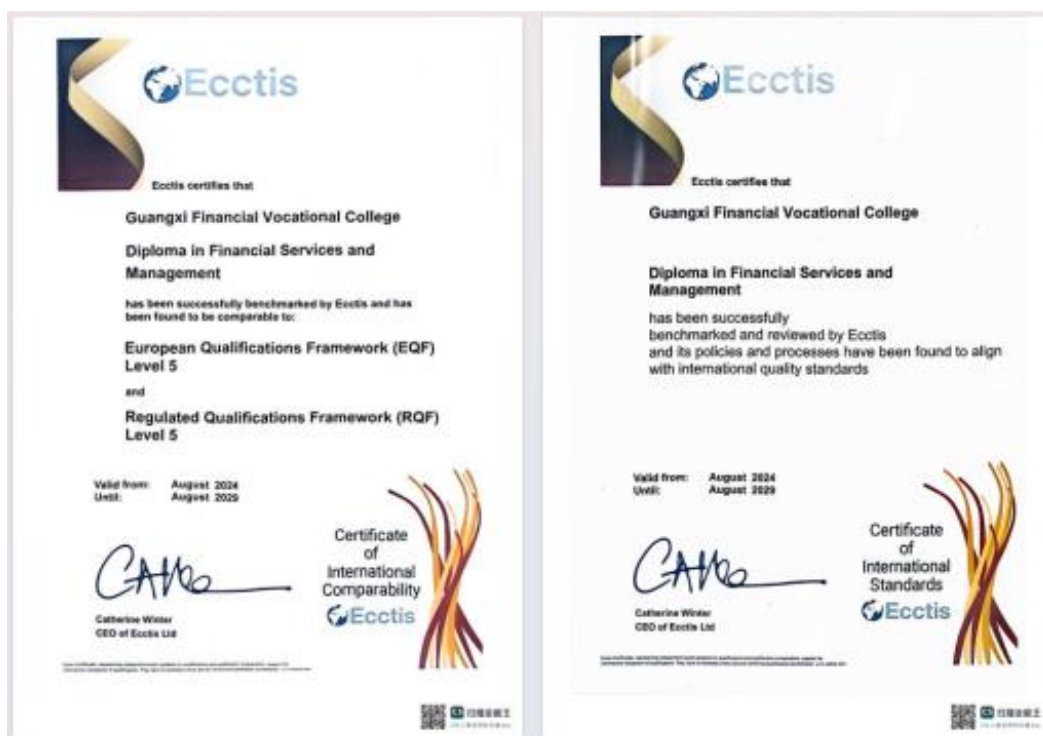 Ecctis
Ecctis certifies that
Guangxi Financial Vocational College
Diploma in Financial Services and
Management
has been successfully benchmarked by Ecctis and has
been found to be comparable to:
European Qualifications Framework (EQF)
Level 5
and
Regulated Qualifications Framework (RQF)
Level 5
Valid from: August 2024
Until: August 2029
Certificate
of
International
Comparability
Ecctis
Catherine Winter
CEO of Ecctis Ltd
Ecctis
Ecctis certifies that
Guangxi Financial Vocational College
Diploma in Financial Services and
Management
has been successfully
benchmarked and reviewed by Ecctis
and its policies and processes have been found to align
with international quality standards
Valid from: August 2024
Until: August 2029
Certificate
of
International
Standards
Ecctis
Catherine Winter
CEO of Ecctis Ltd